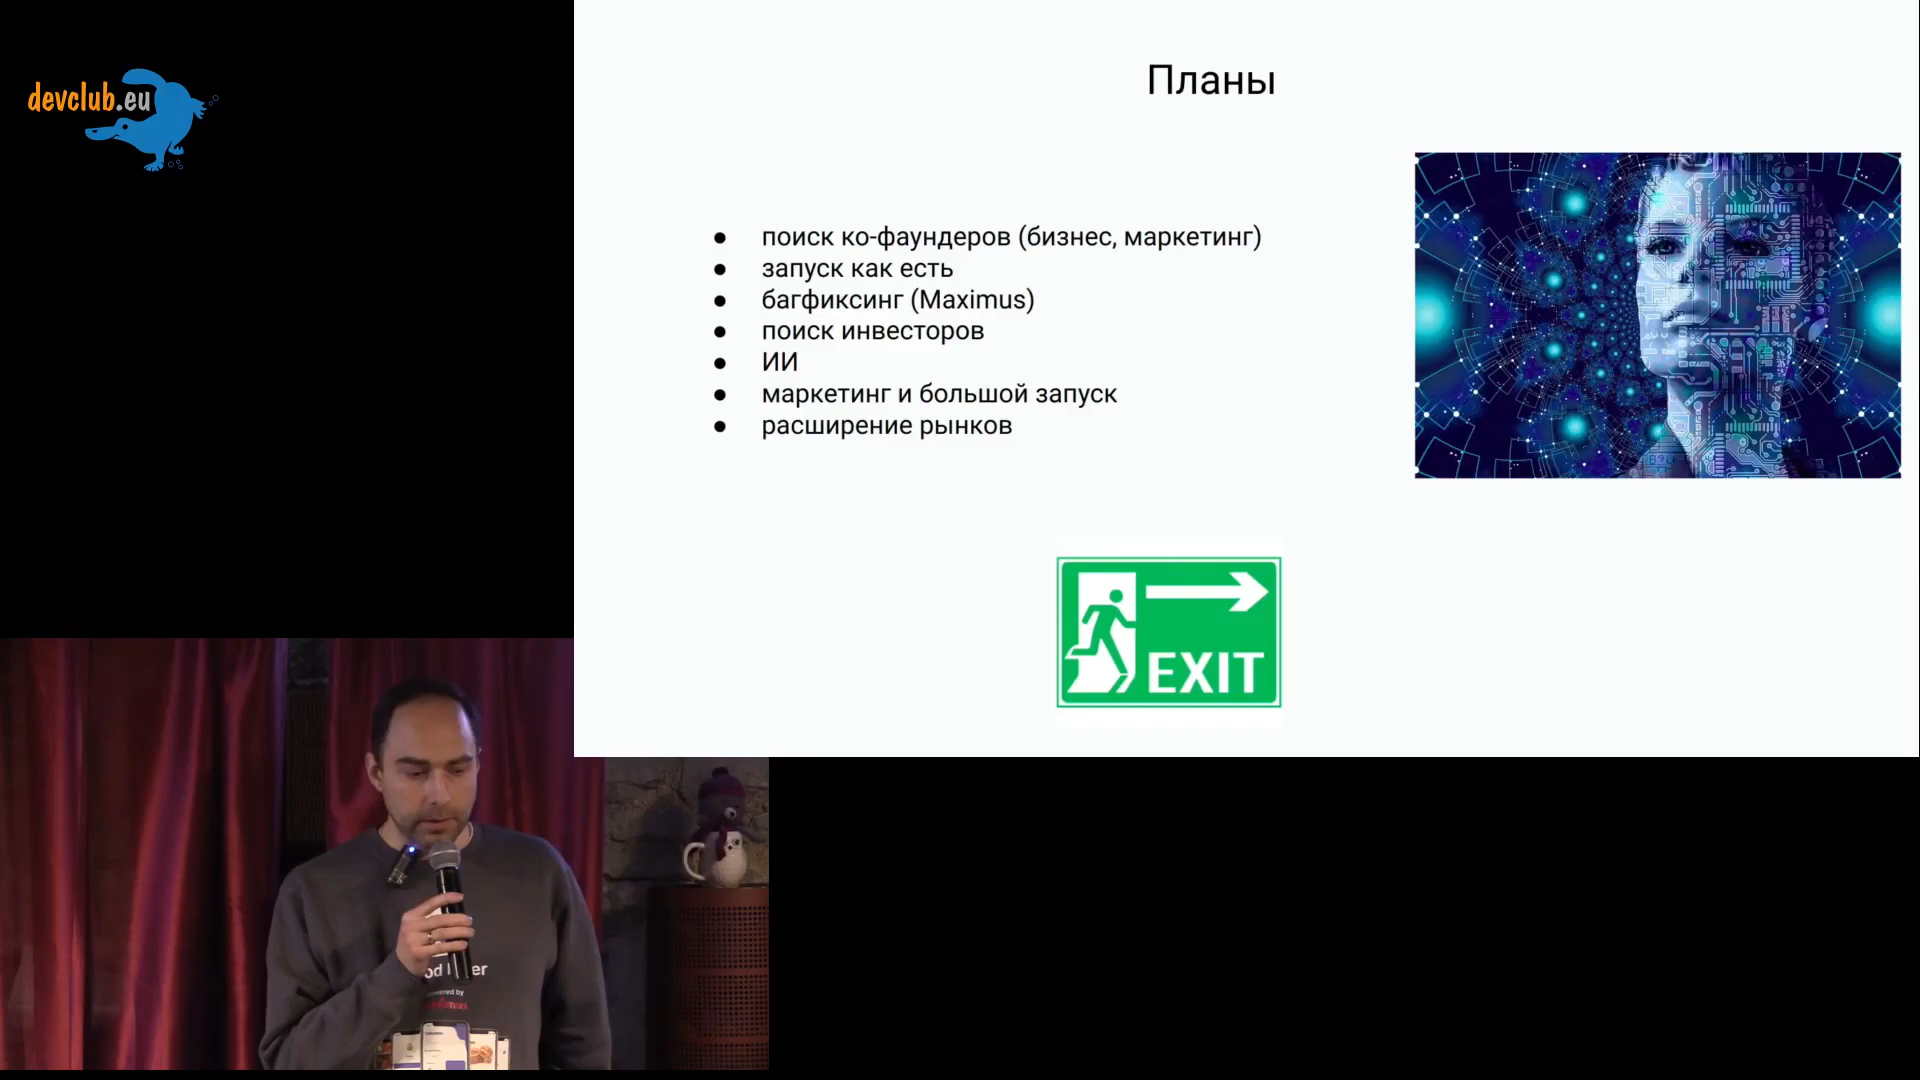 devclub.eu
Планы
● поиск ко-фаундеров (бизнес, маркетинг)
● запуск как есть
● багфиксинг (Maximus)
● поиск инвесторов
● ИИ
● маркетинг и большой запуск
● расширение рынков
EXIT